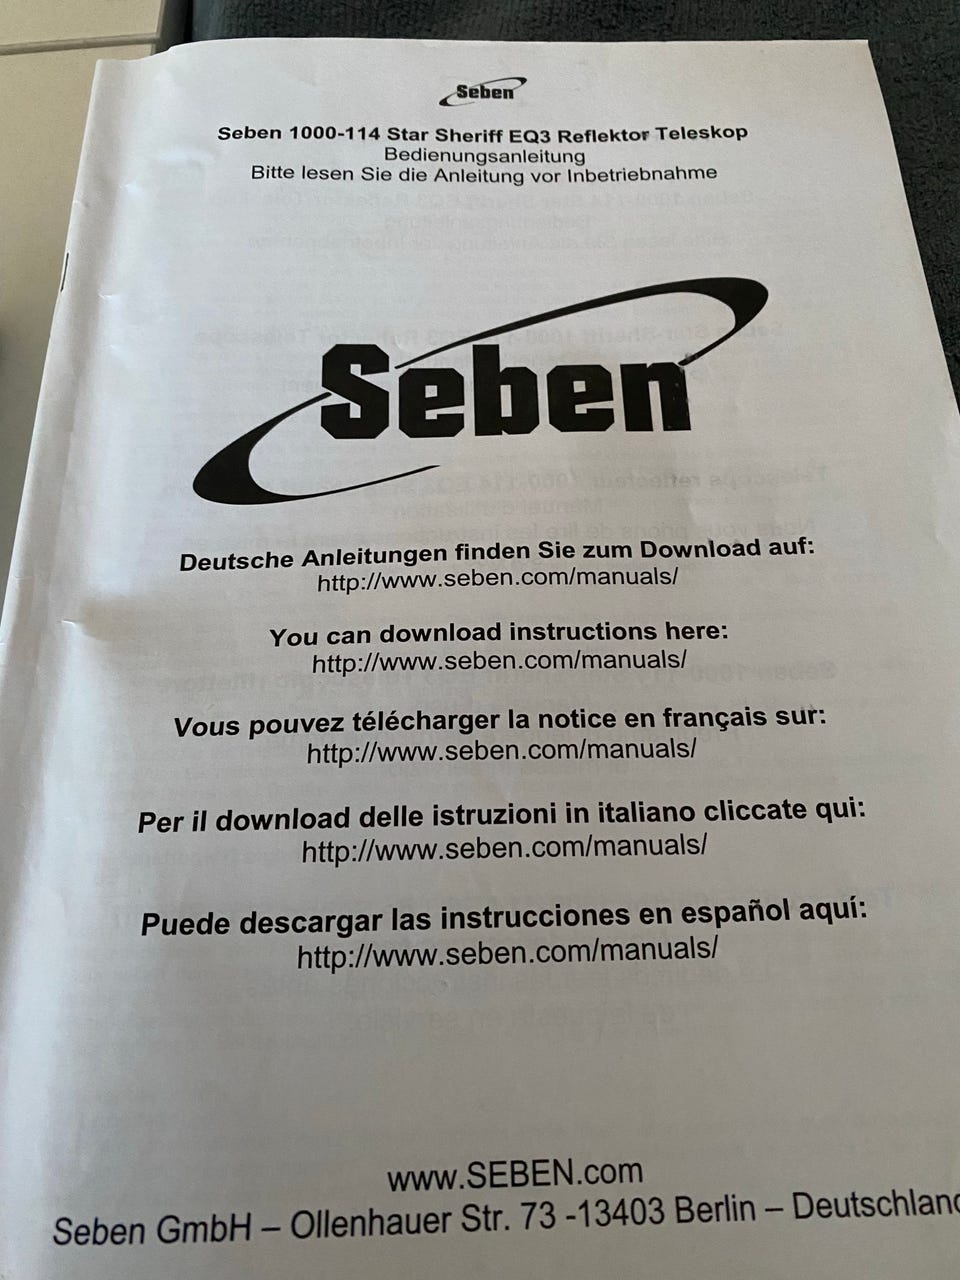 Seben
Seben 1000-114 Star Sheriff EQ3 Reflektor Teleskop
Bedienungsanleitung
Bitte lesen Sie die Anleitung vor Inbetriebnahme
Seben
Deutsche Anleitungen finden Sie zum Download auf:
http://www.seben.com/manuals/
You can download instructions here:
http://www.seben.com/manuals/
Vous pouvez télécharger la notice en français sur:
http://www.seben.com/manuals/
Per il download delle istruzioni in italiano cliccate qui:
http://www.seben.com/manuals/
Puede descargar las instrucciones en español aquí:
http://www.seben.com/manuals/
www.SEBEN.com
Seben GmbH – Ollenhauer Str. 73 -13403 Berlin – Deutschland